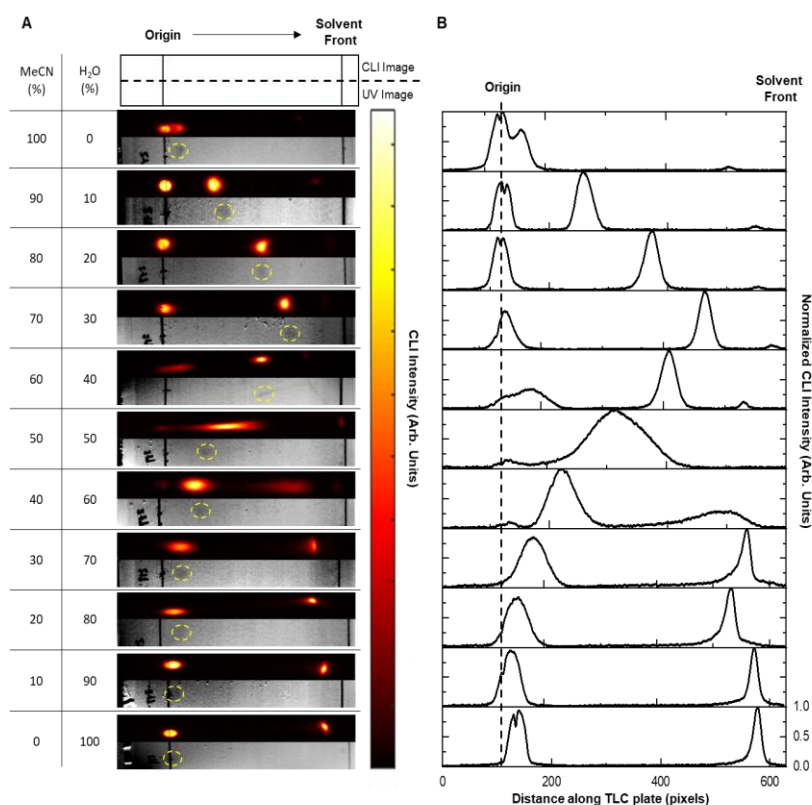 A
Origin
Solvent
Front
MeCN
(%)
H2O
(%)
CLI Image
UV Image
100 0
90 10
80 20
70 30
60 40
50 50
40 60
30 70
20 80
10 90
0 100
CLI Intensity (Arb. Units)
B
Origin
Solvent
Front
Normalized CLI Intensity (Arb. Units)
1.0
0.0
0 200 400 600
Distance along TLC plate (pixels)